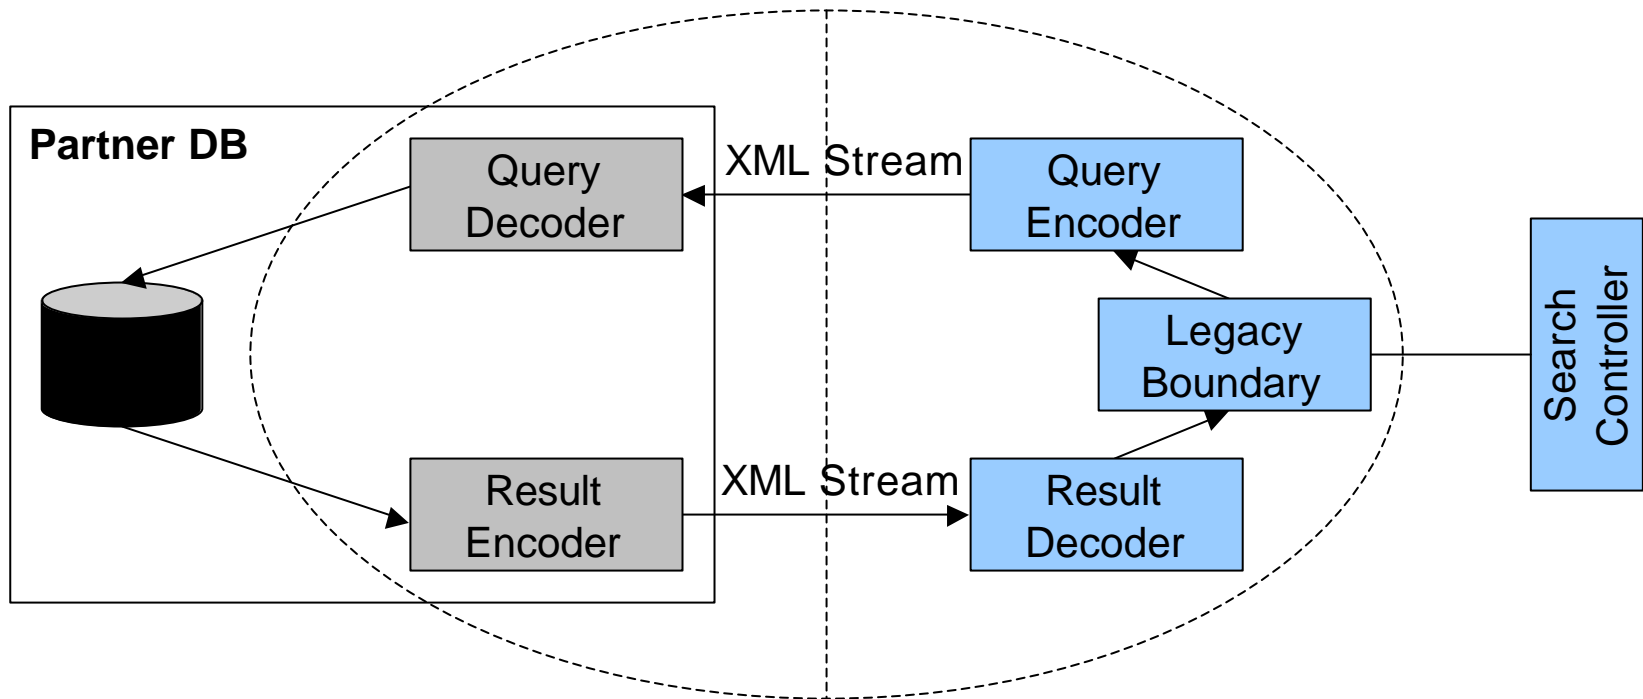 Partner DB
Query
Decoder
XML Stream
Query
Encoder
Legacy
Boundary
Search
Controller
Result
Encoder
XML Stream
Result
Decoder